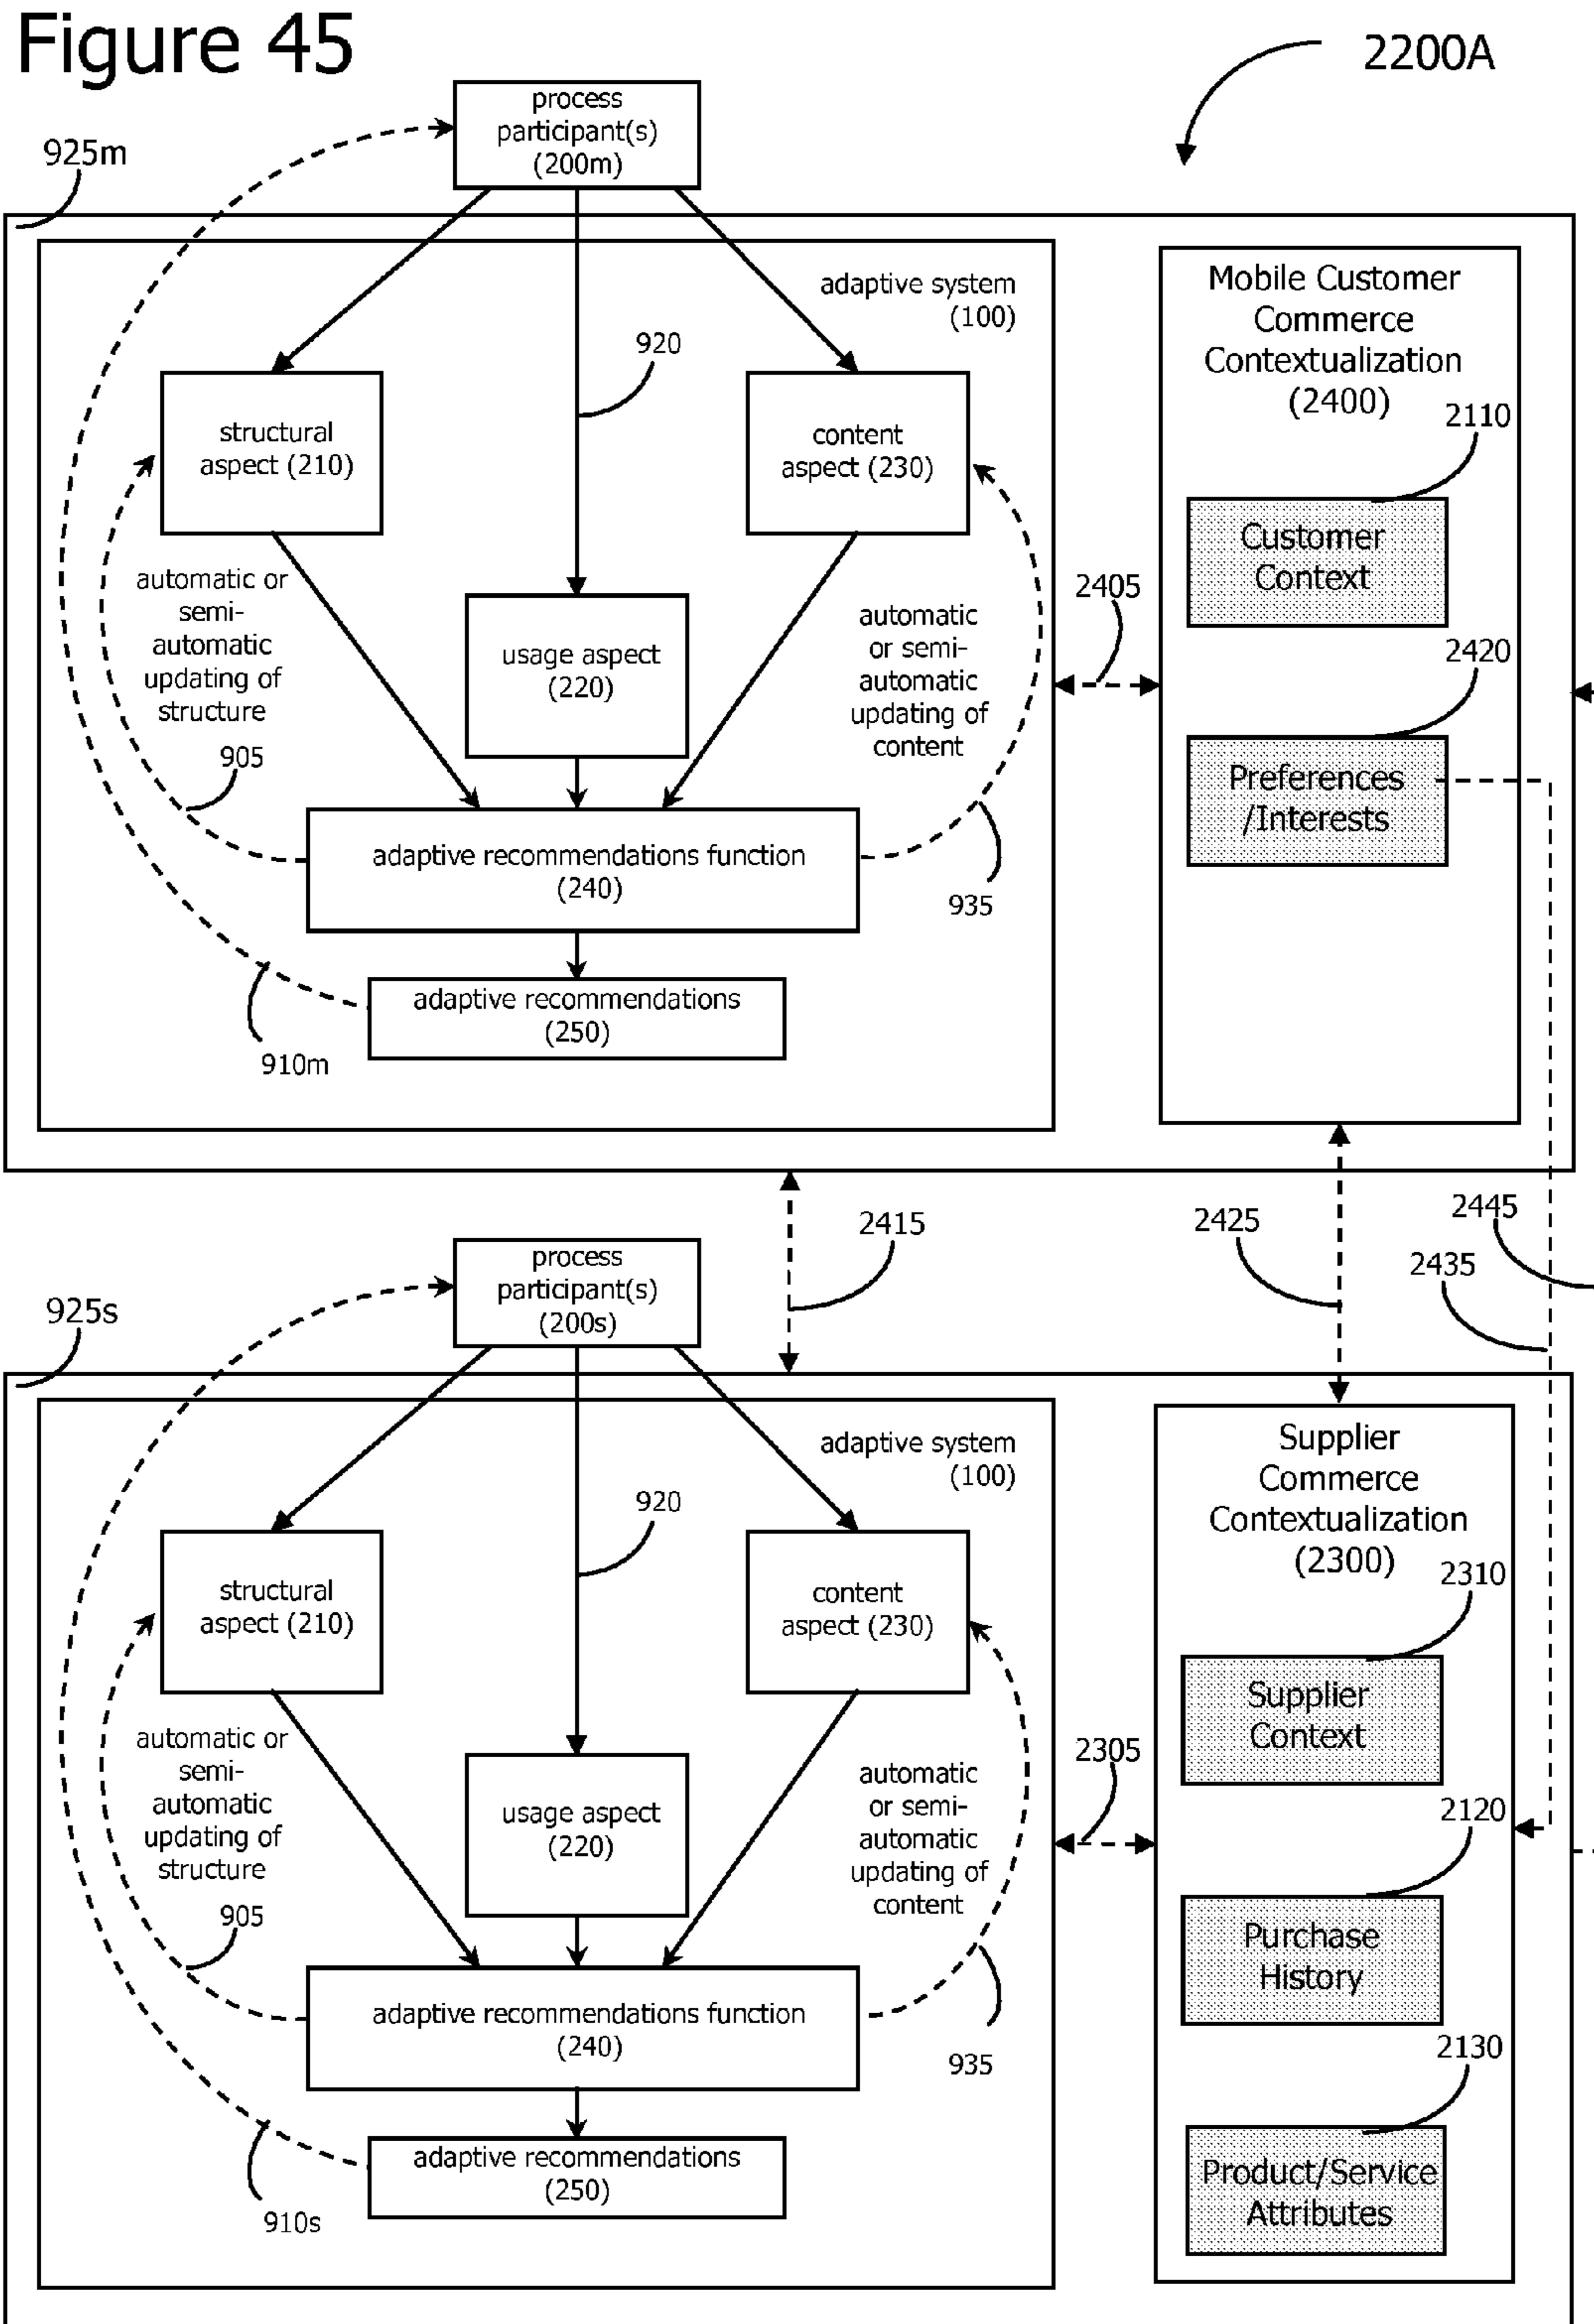 Figure 45
2200A
process
participant(s)
(200m)
925m
adaptive system
(100)
920
structural
aspect (210)
content
aspect (230)
automatic or
semi-
automatic
updating of
structure
905
usage aspect
(220)
automatic
or semi-
automatic
updating of
content
adaptive recommendations function
(240)
935
adaptive recommendations
(250)
910m
2405
Mobile Customer
Commerce
Contextualization
(2400)
2110
Customer
Context
2420
Preferences
/Interests
2415
2425
2445
2435
process
participant(s)
(200s)
925s
adaptive system
(100)
920
structural
aspect (210)
content
aspect (230)
automatic or
semi-
automatic
updating of
structure
905
usage aspect
(220)
automatic
or semi-
automatic
updating of
content
adaptive recommendations function
(240)
935
adaptive recommendations
(250)
910s
2305
Supplier
Commerce
Contextualization
(2300)
2310
Supplier
Context
2120
Purchase
History
2130
Product/Service
Attributes